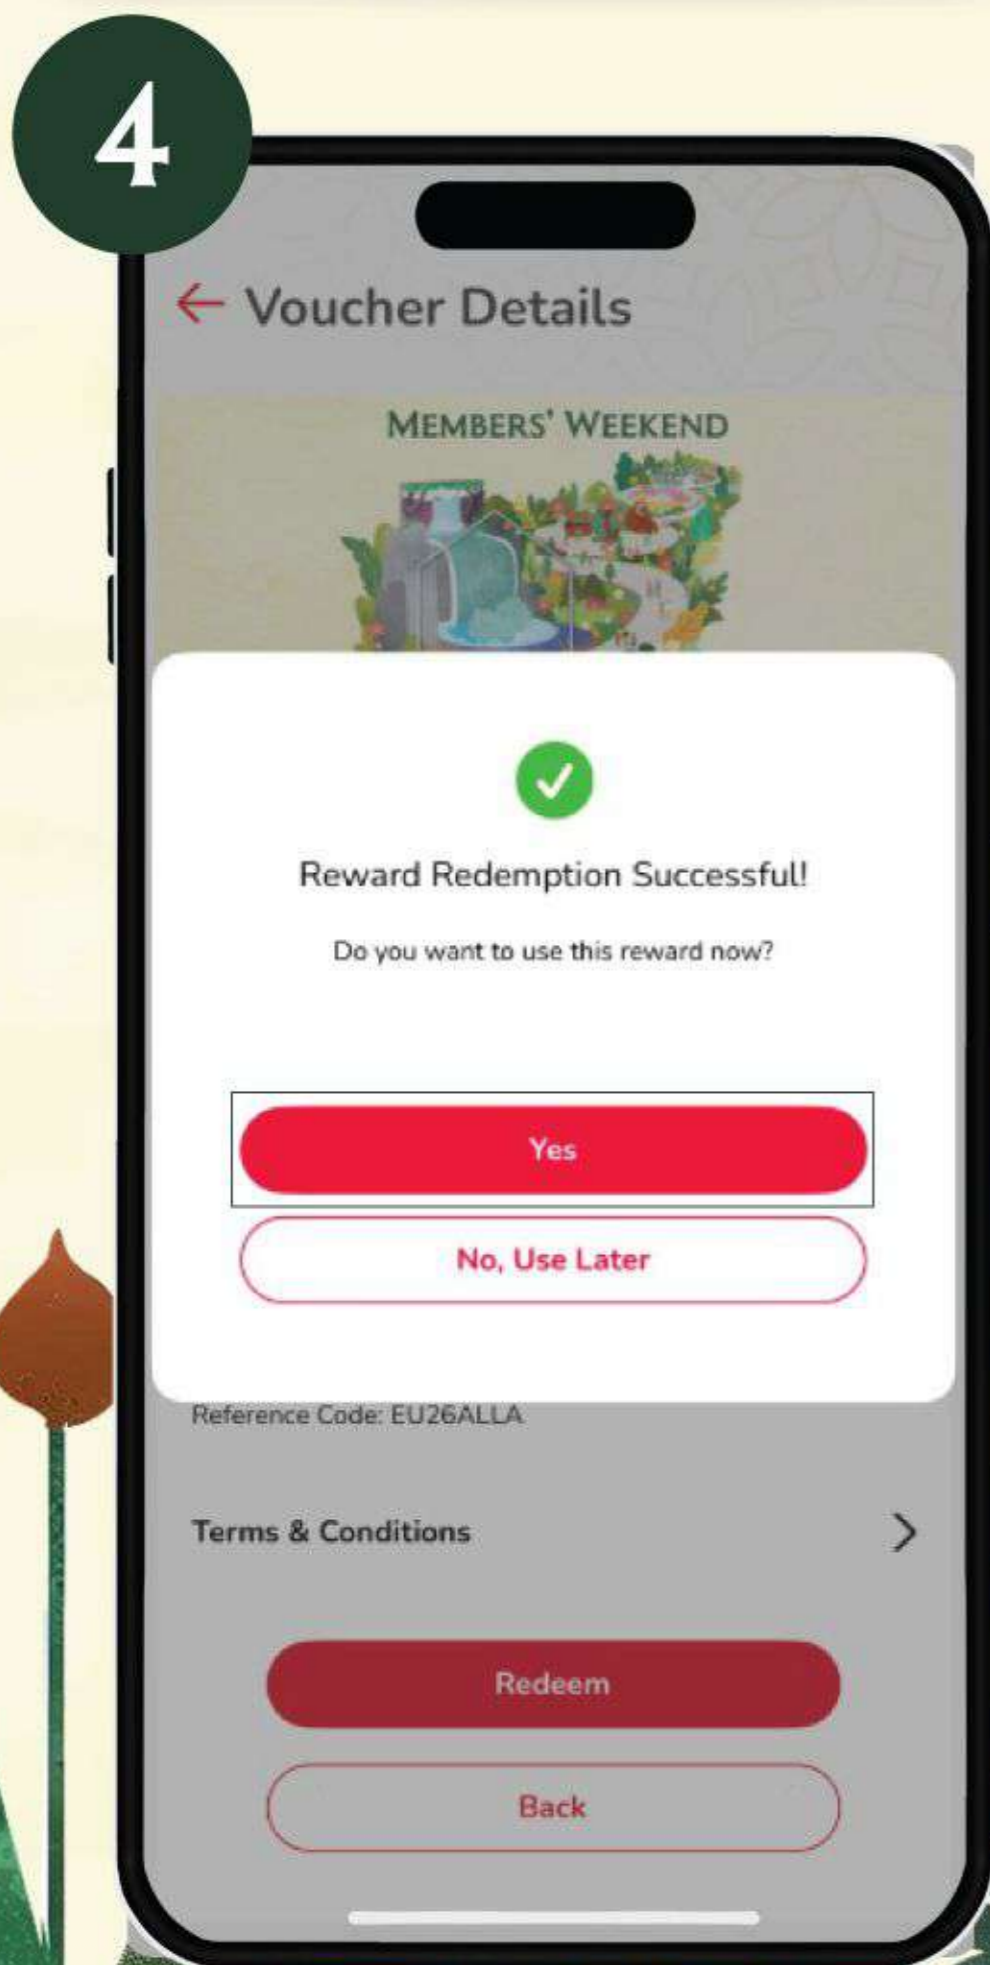 4
Voucher Details
MEMBERS' WEEKEND
Reward Redemption Successful!
Do you want to use this reward now?
Yes
No, Use Later
Reference Code: EU26ALLA
Terms & Conditions
Redeem
Back